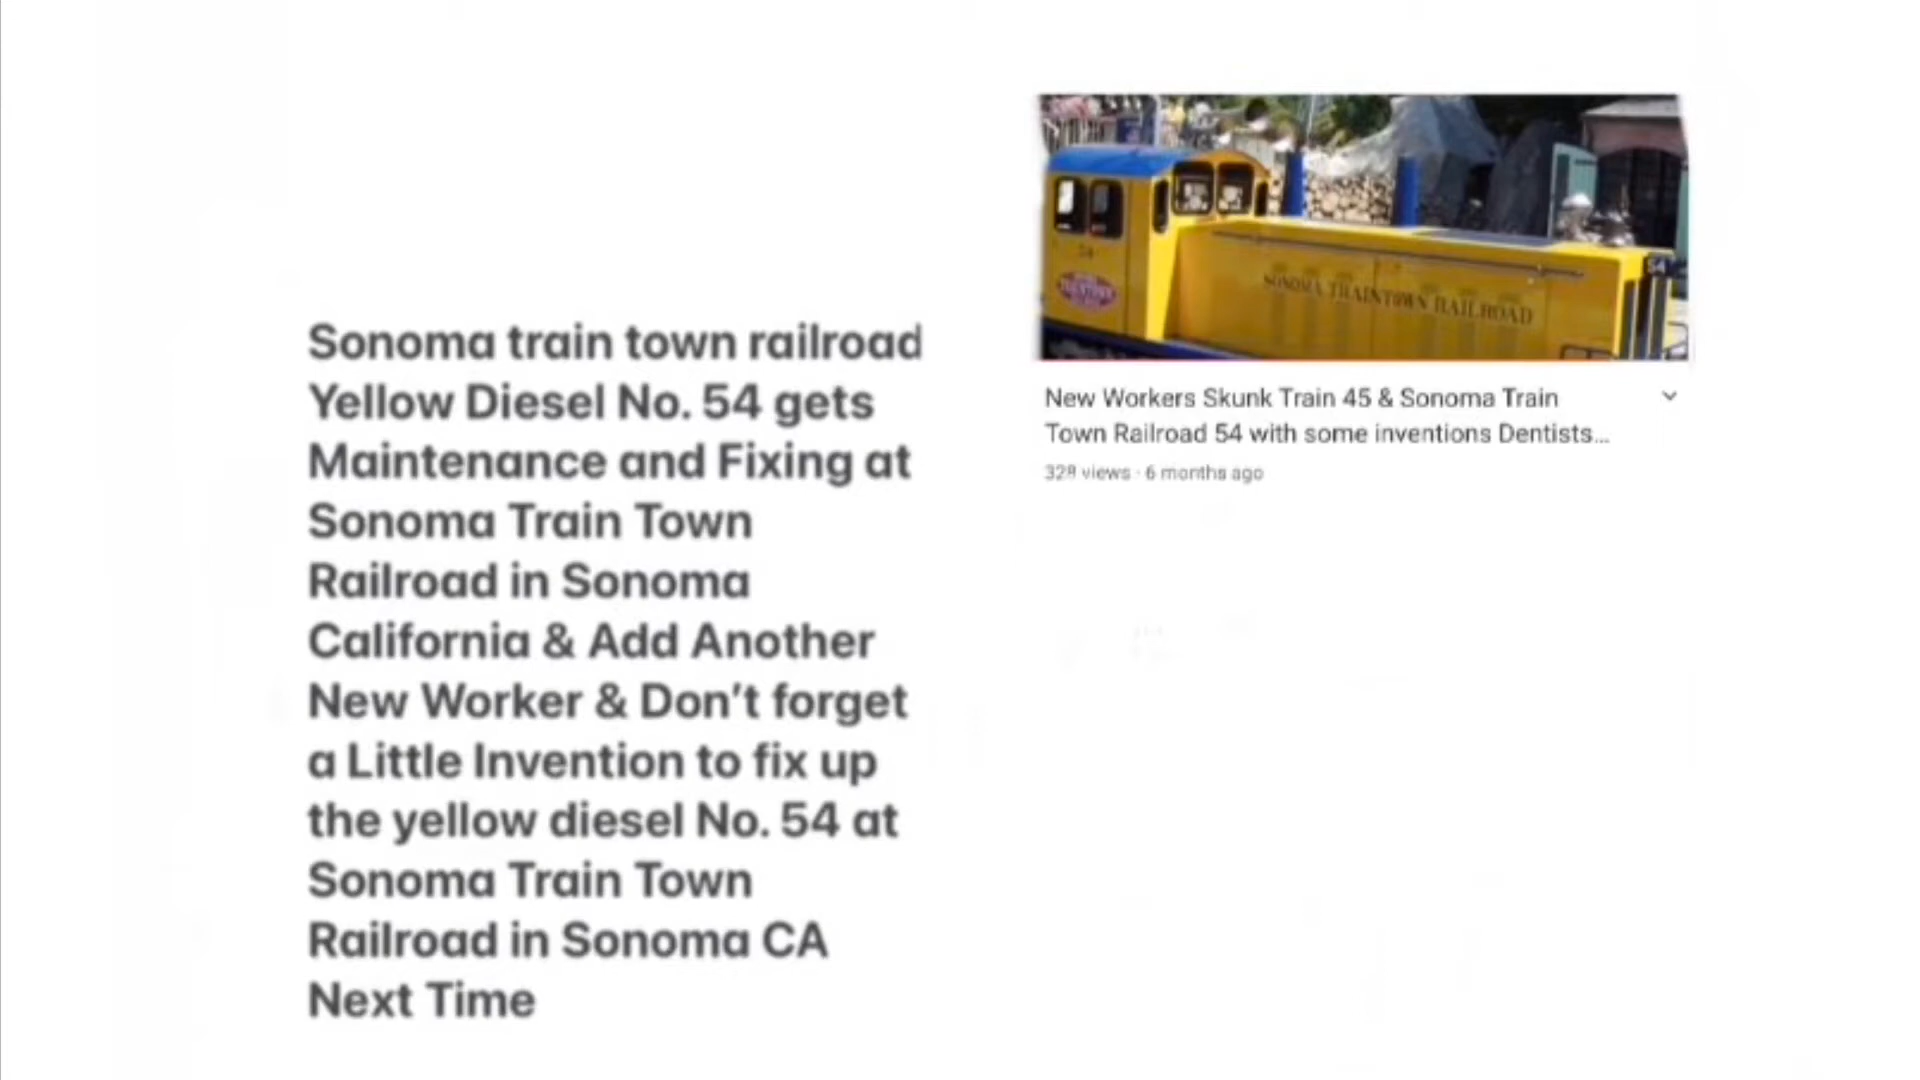 Sonoma train town railroad
Yellow Diesel No. 54 gets
Maintenance and Fixing at
Sonoma Train Town
Railroad in Sonoma
California & Add Another
New Worker & Don't forget
a Little Invention to fix up
the yellow diesel No. 54 at
Sonoma Train Town
Railroad in Sonoma CA
Next Time
54
SONOMA TRAINTOWN RAILROAD
54
New Workers Skunk Train 45 & Sonoma Train
Town Railroad 54 with some inventions Dentists...
328 views · 6 months ago